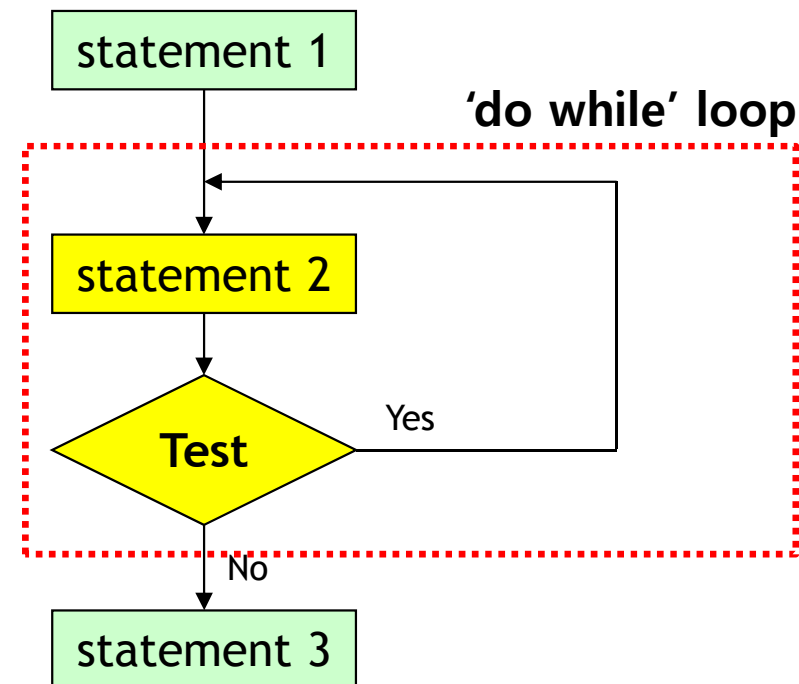 statement 1
‘do while’ loop
statement 2
Test
Yes
No
statement 3